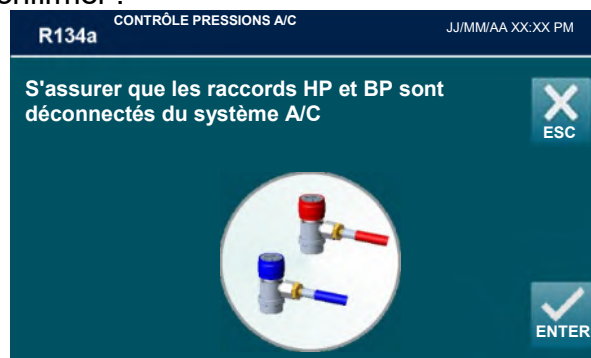 R134a
CONTRÔLE PRESSIONS A/C
JJ/MM/AA XX:XX PM
S'assurer que les raccords HP et BP sont
déconnectés du système A/C
ESC
ENTER